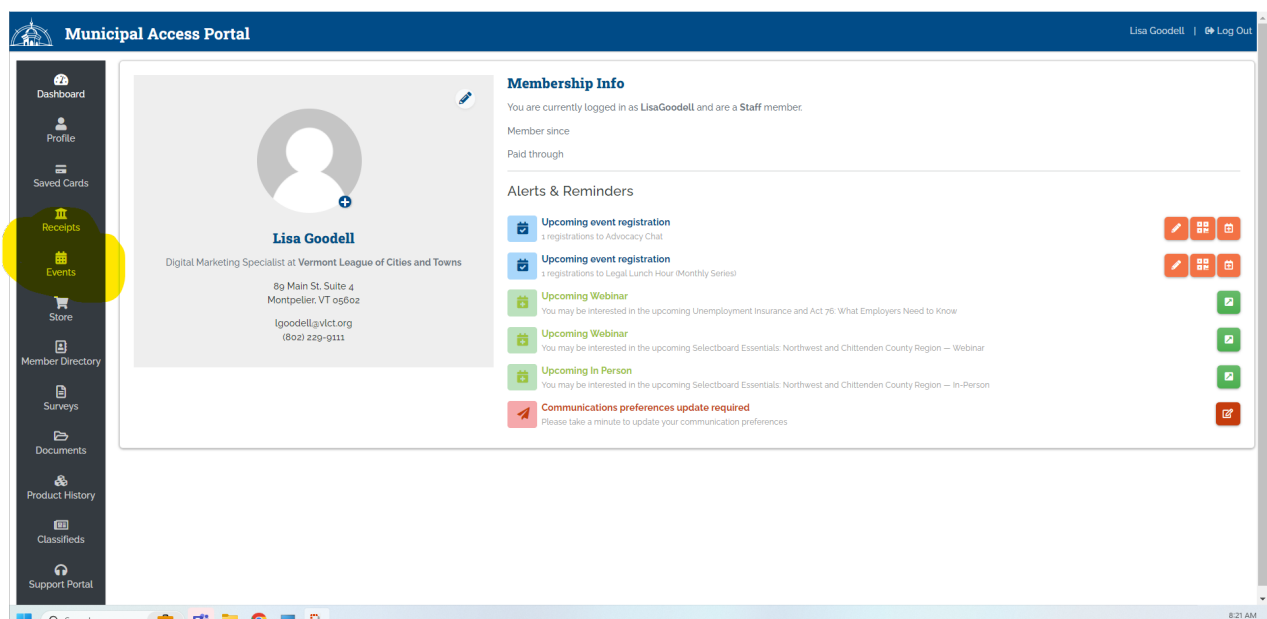 Municipal Access Portal
Lisa Goodell | Log Out
Dashboard
Profile
Saved Cards
Receipts
Events
Store
Member Directory
Surveys
Documents
Product History
Classifieds
Support Portal
Lisa Goodell
Digital Marketing Specialist at Vermont League of Cities and Towns
89 Main St. Suite 4
Montpelier, VT 05602
lgoodell@vlct.org
(802) 229-9111
Membership Info
You are currently logged in as LisaGoodell and are a Staff member.
Member since
Paid through
Alerts & Reminders
Upcoming event registration
1 registrations to Advocacy Chat
Upcoming event registration
1 registrations to Legal Lunch Hour (Monthly Series)
Upcoming Webinar
You may be interested in the upcoming Unemployment Insurance and Act 76: What Employers Need to Know
Upcoming Webinar
You may be interested in the upcoming Selectboard Essentials: Northwest and Chittenden County Region — Webinar
Upcoming In Person
You may be interested in the upcoming Selectboard Essentials: Northwest and Chittenden County Region — In-Person
Communications preferences update required
Please take a minute to update your communication preferences
8:21 AM